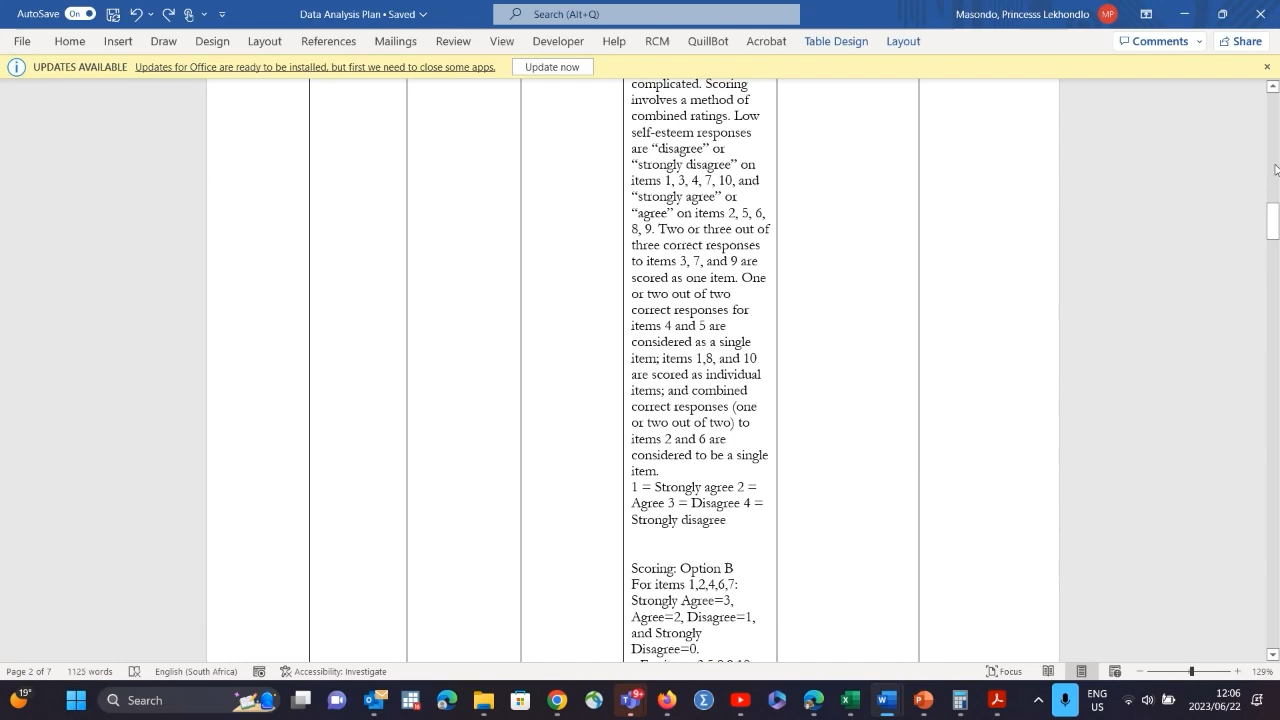 AutoSave On Data Analysis Plan • Saved Search (Alt+Q) Masondo, Princesss Lekhondlo MP
File Home Insert Draw Design Layout References Mailings Review View Developer Help RCM QuillBot Acrobat Table Design Layout Comments Share
UPDATES AVAILABLE Updates for Office are ready to be installed, but first we need to close some apps. Update now
complicated. Scoring
involves a method of
combined ratings. Low
self-esteem responses
are “disagree” or
“strongly disagree” on
items 1, 3, 4, 7, 10, and
“strongly agree” or
“agree” on items 2, 5, 6,
8, 9. Two or three out of
three correct responses
to items 3, 7, and 9 are
scored as one item. One
or two out of two
correct responses for
items 4 and 5 are
considered as a single
item; items 1,8, and 10
are scored as individual
items; and combined
correct responses (one
or two out of two) to
items 2 and 6 are
considered to be a single
item.
1 = Strongly agree 2 =
Agree 3 = Disagree 4 =
Strongly disagree
Scoring: Option B
For items 1,2,4,6,7:
Strongly Agree=3,
Agree=2, Disagree=1,
and Strongly
Disagree=0.
Page 2 of 7 1125 words English (South Africa) Accessibility: Investigate Focus 129%
19° Search 9+ ENG 12:06
US 2023/06/22